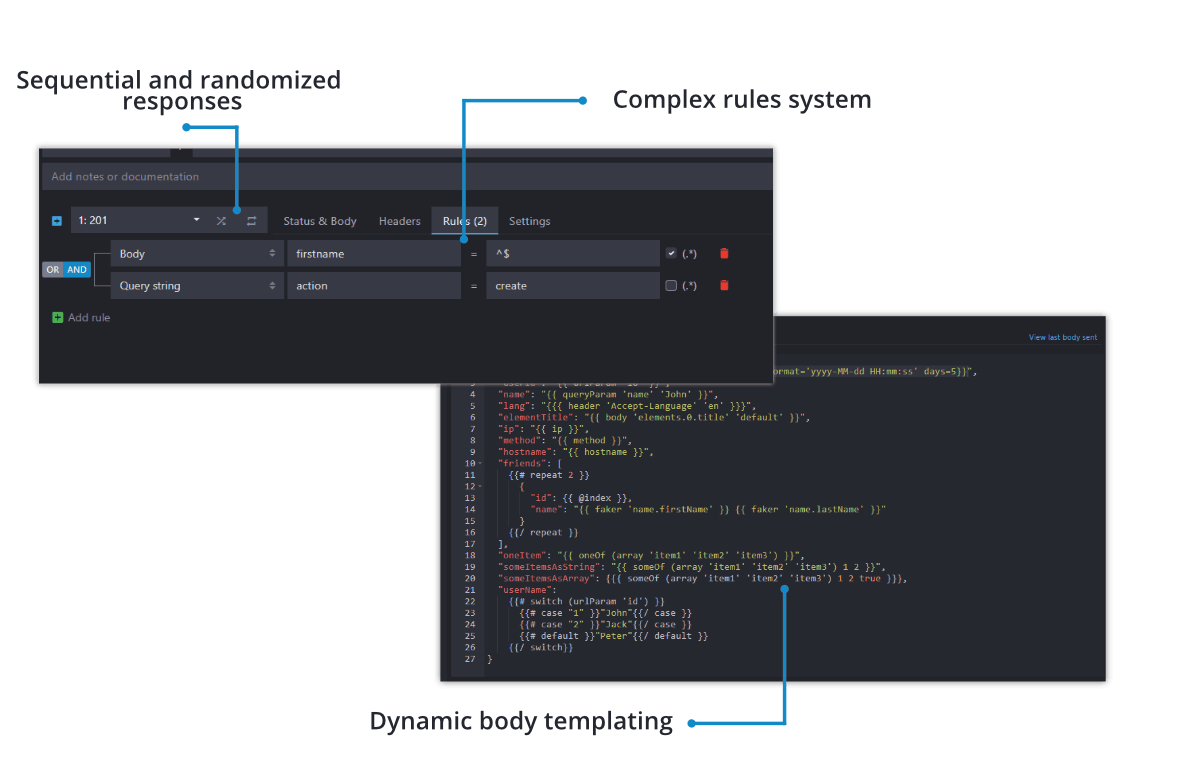 Sequential and randomized
responses
Complex rules system
Add notes or documentation
1: 201
Status & Body
Headers
Rules (2)
Settings
Body
firstname
=
^$
(.*)
OR AND
Query string
action
=
create
(.*)
Add rule
View last body sent
format='yyyy-MM-dd HH:mm:ss' days=5}}",
4 "name": "{{ queryParam 'name' 'John' }}",
5 "lang": "{{{ header 'Accept-Language' 'en' }}}",
6 "elementTitle": "{{ body 'elements.0.title' 'default' }}",
7 "ip": "{{ ip }}",
8 "method": "{{ method }}",
9 "hostname": "{{ hostname }}",
10 "friends": [
11 {{# repeat 2 }}
12 {
13 "id": {{ @index }},
14 "name": "{{ faker 'name.firstName' }} {{ faker 'name.lastName' }}"
15 }
16 {{/ repeat }}
17 ],
18 "oneItem": "{{ oneOf (array 'item1' 'item2' 'item3') }}",
19 "someItemsAsString": "{{ someOf (array 'item1' 'item2' 'item3') 1 2 }}",
20 "someItemsAsArray": {{{ someOf (array 'item1' 'item2' 'item3') 1 2 true }}},
21 "userName":
22 {{# switch (urlParam 'id') }}
23 {{# case "1" }}"John"{{/ case }}
24 {{# case "2" }}"Jack"{{/ case }}
25 {{# default }}"Peter"{{/ default }}
26 {{/ switch}}
27 }
Dynamic body templating